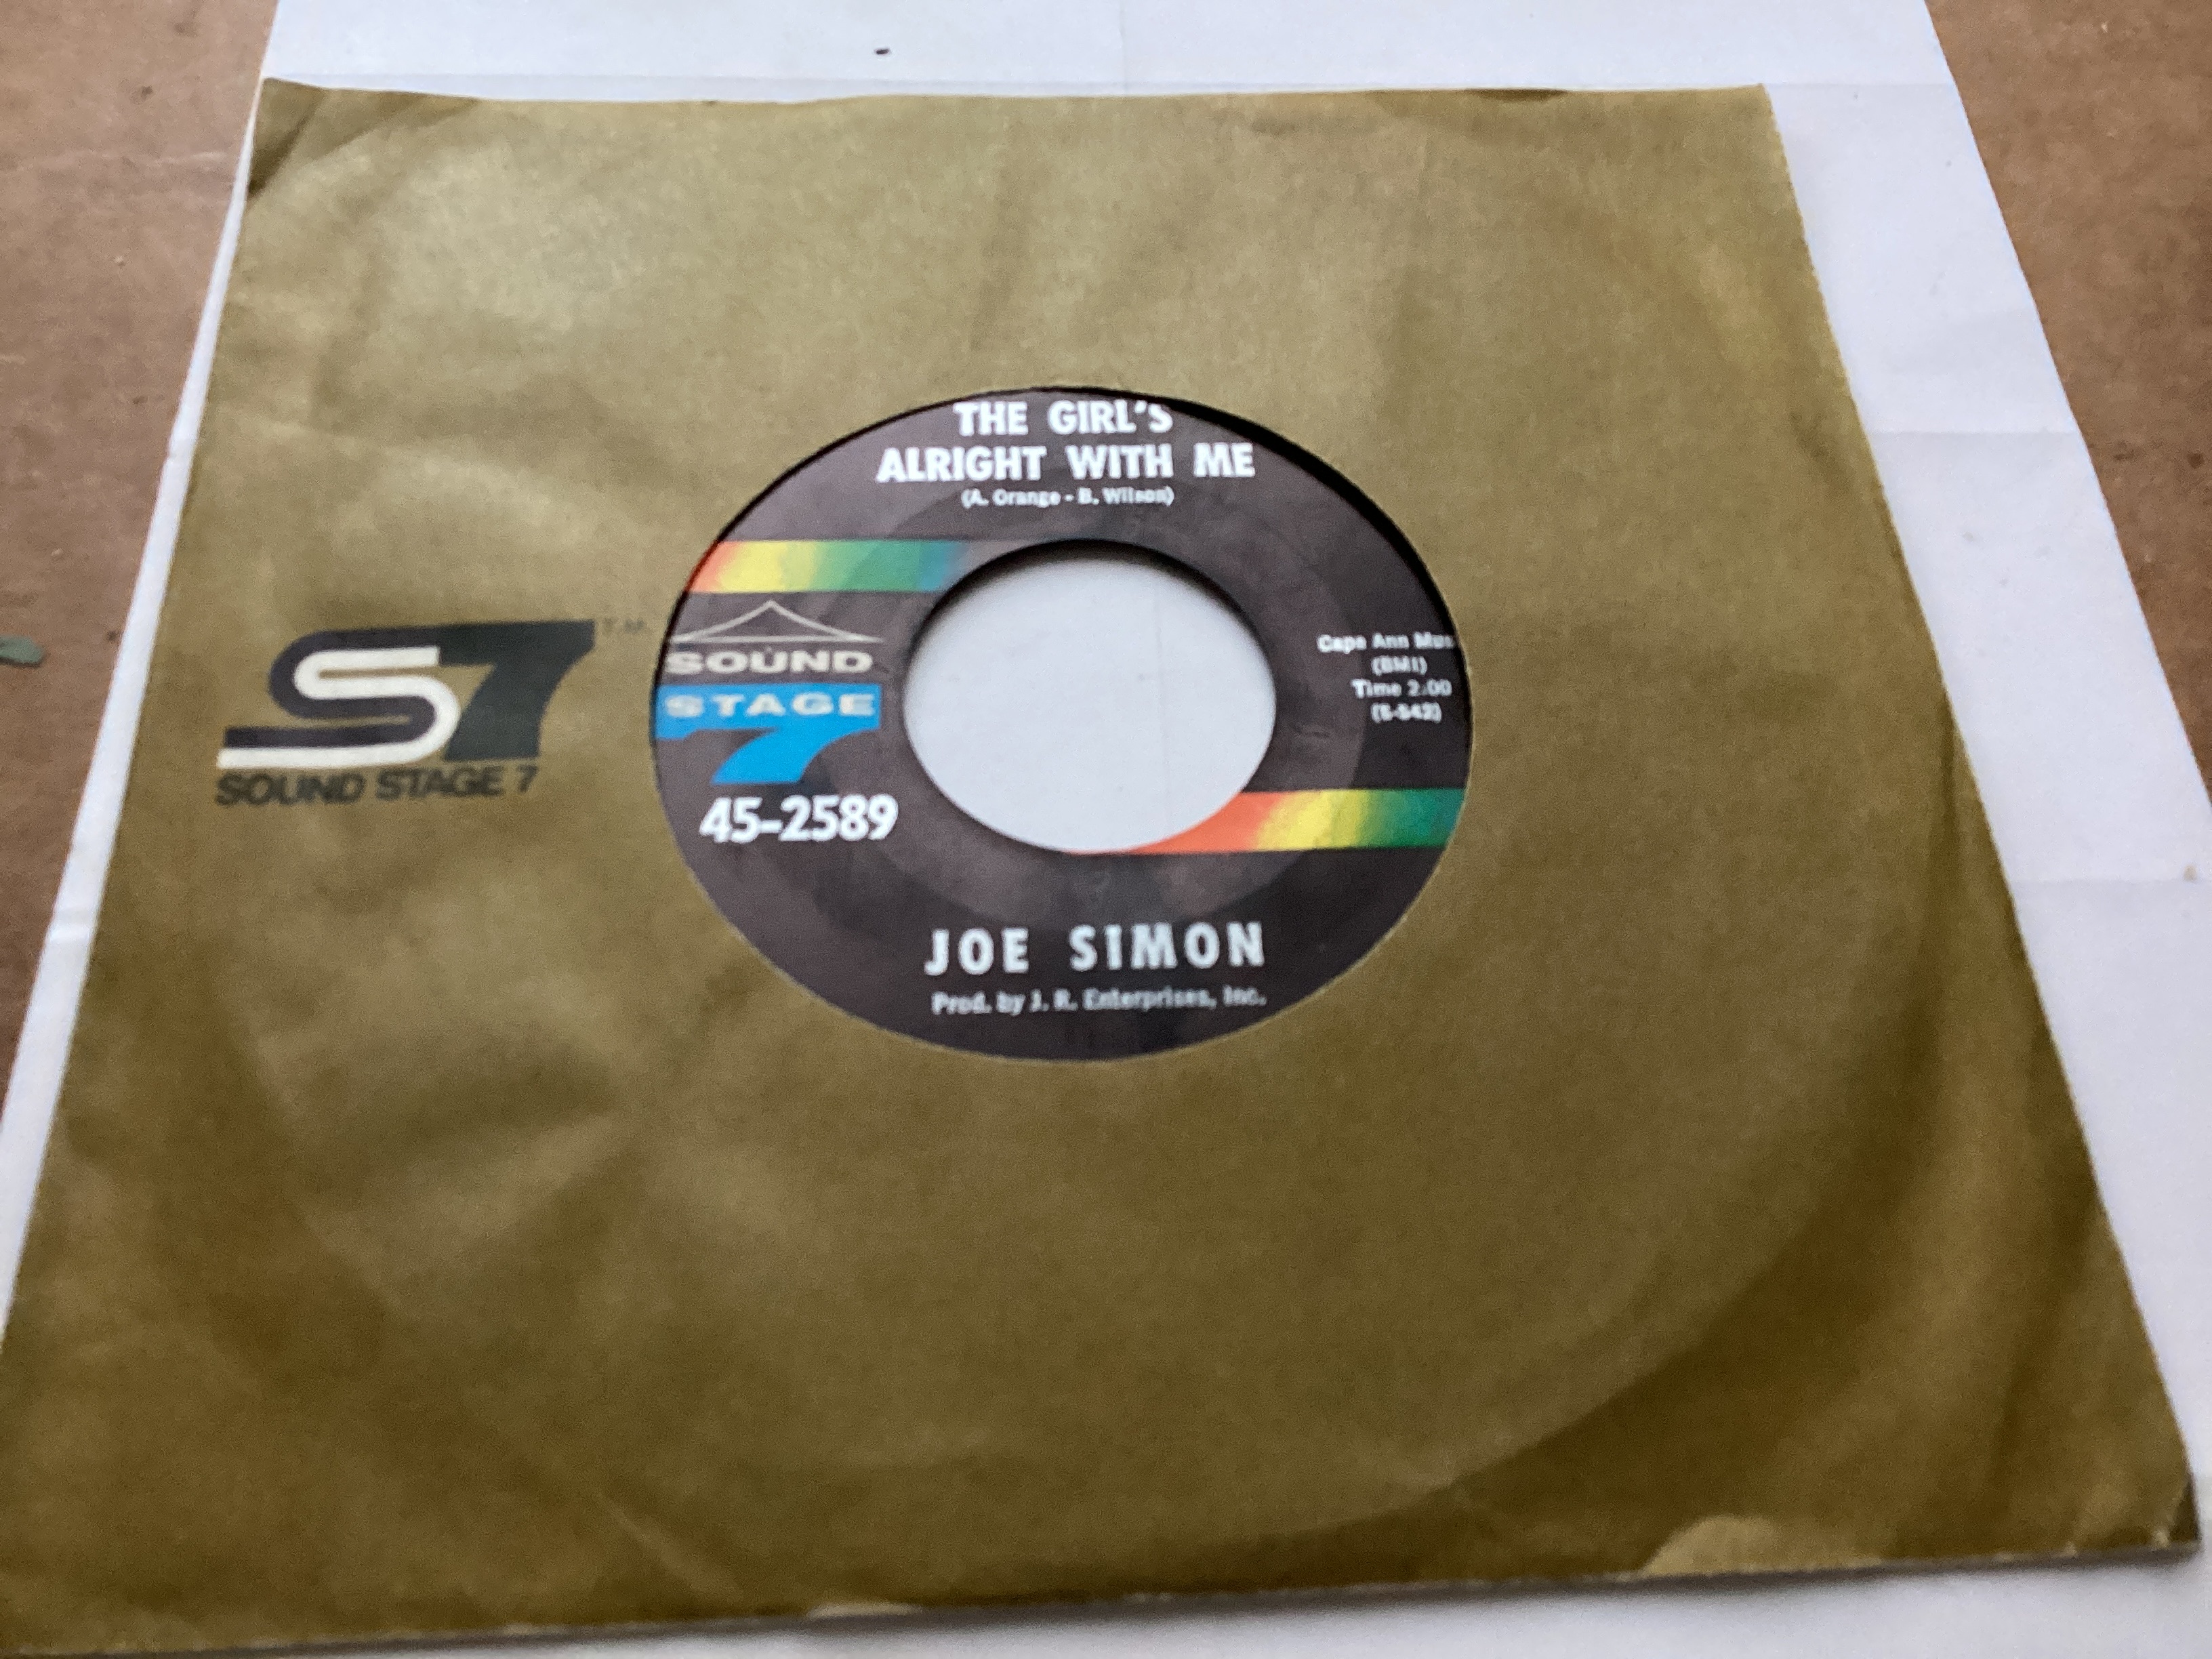 THE GIRL'S
ALRIGHT WITH ME
(A. Orange - B. Wilson)
S7 T.M.
SOUND STAGE 7
SOUND
STAGE
7
45-2589
Cape Ann Mus
(BMI)
Time 2:00
(S-542)
JOE SIMON
Prod. by J. R. Enterprises, Inc.